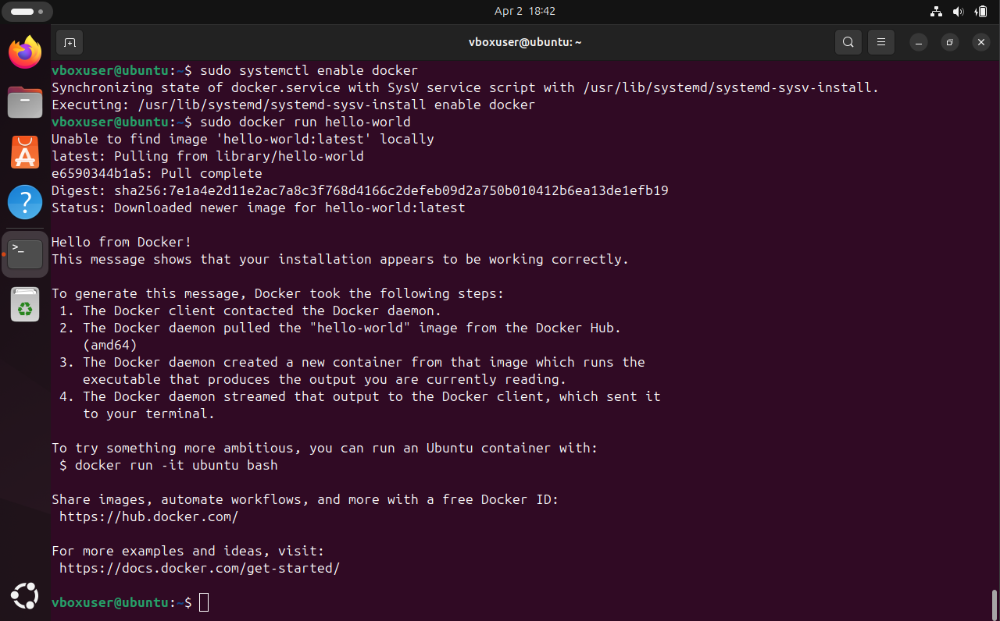 Apr 2 18:42
vboxuser@ubuntu: ~
vboxuser@ubuntu:~$ sudo systemctl enable docker
Synchronizing state of docker.service with SysV service script with /usr/lib/systemd/systemd-sysv-install.
Executing: /usr/lib/systemd/systemd-sysv-install enable docker
vboxuser@ubuntu:~$ sudo docker run hello-world
Unable to find image 'hello-world:latest' locally
latest: Pulling from library/hello-world
e6590344b1a5: Pull complete
Digest: sha256:7e1a4e2d11e2ac7a8c3f768d4166c2defeb09d2a750b010412b6ea13de1efb19
Status: Downloaded newer image for hello-world:latest

Hello from Docker!
This message shows that your installation appears to be working correctly.

To generate this message, Docker took the following steps:
 1. The Docker client contacted the Docker daemon.
 2. The Docker daemon pulled the "hello-world" image from the Docker Hub.
    (amd64)
 3. The Docker daemon created a new container from that image which runs the
    executable that produces the output you are currently reading.
 4. The Docker daemon streamed that output to the Docker client, which sent it
    to your terminal.

To try something more ambitious, you can run an Ubuntu container with:
 $ docker run -it ubuntu bash

Share images, automate workflows, and more with a free Docker ID:
 https://hub.docker.com/

For more examples and ideas, visit:
 https://docs.docker.com/get-started/

vboxuser@ubuntu:~$